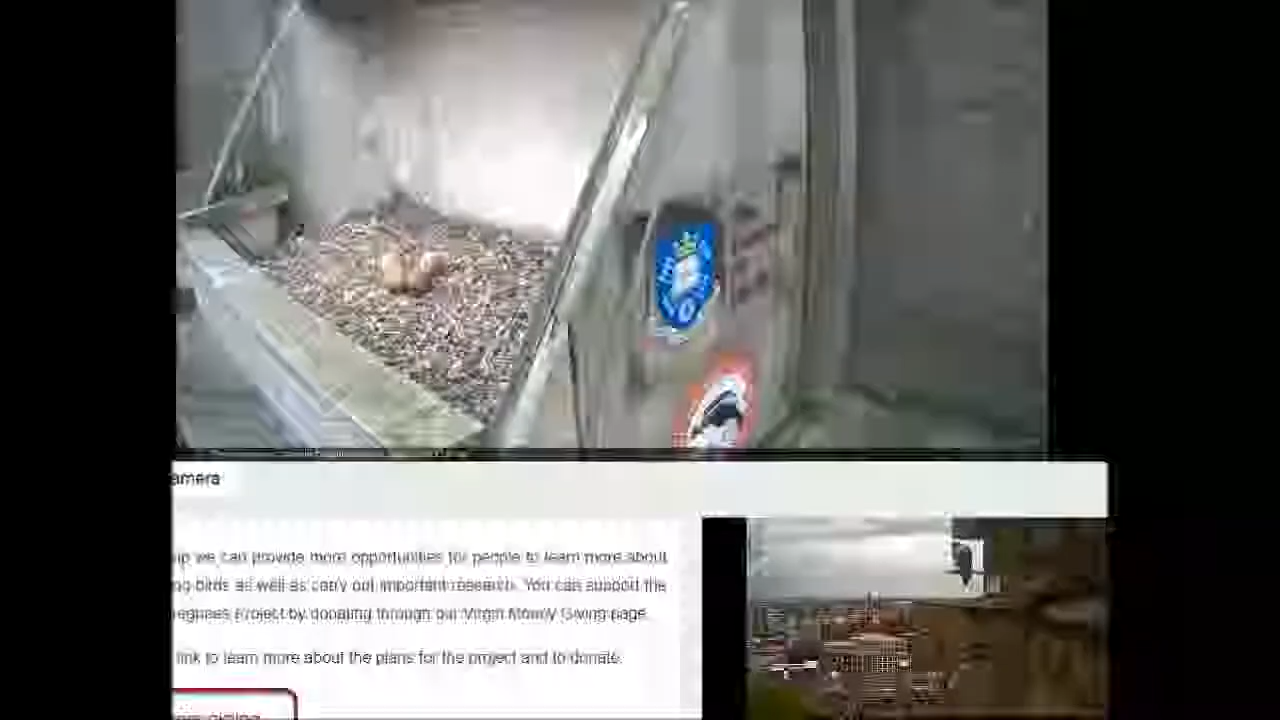 amera
up we can provide more opportunities for people to learn more about
ng birds as well as carry out important research. You can support the
regrines Project by donating through our Virgin Money Giving page.
link to learn more about the plans for the project and to donate.